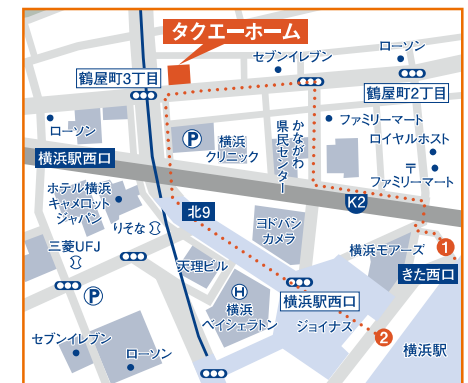 タクエーホーム
セブンイレブン
ローソン
鶴屋町3丁目
鶴屋町2丁目
ローソン
P
横浜
クリニック
かながわ
県民センター
ファミリーマート
ロイヤルホスト
〒
ファミリーマート
横浜駅西口
K2
ホテル横浜
キャメロット
ジャパン
北9
りそな
ヨドバシ
カメラ
横浜モアーズ
1
きた西口
三菱UFJ
天理ビル
P
H
横浜
ベイシェラトン
横浜駅西口
ジョイナス
2
横浜駅
セブンイレブン
ローソン